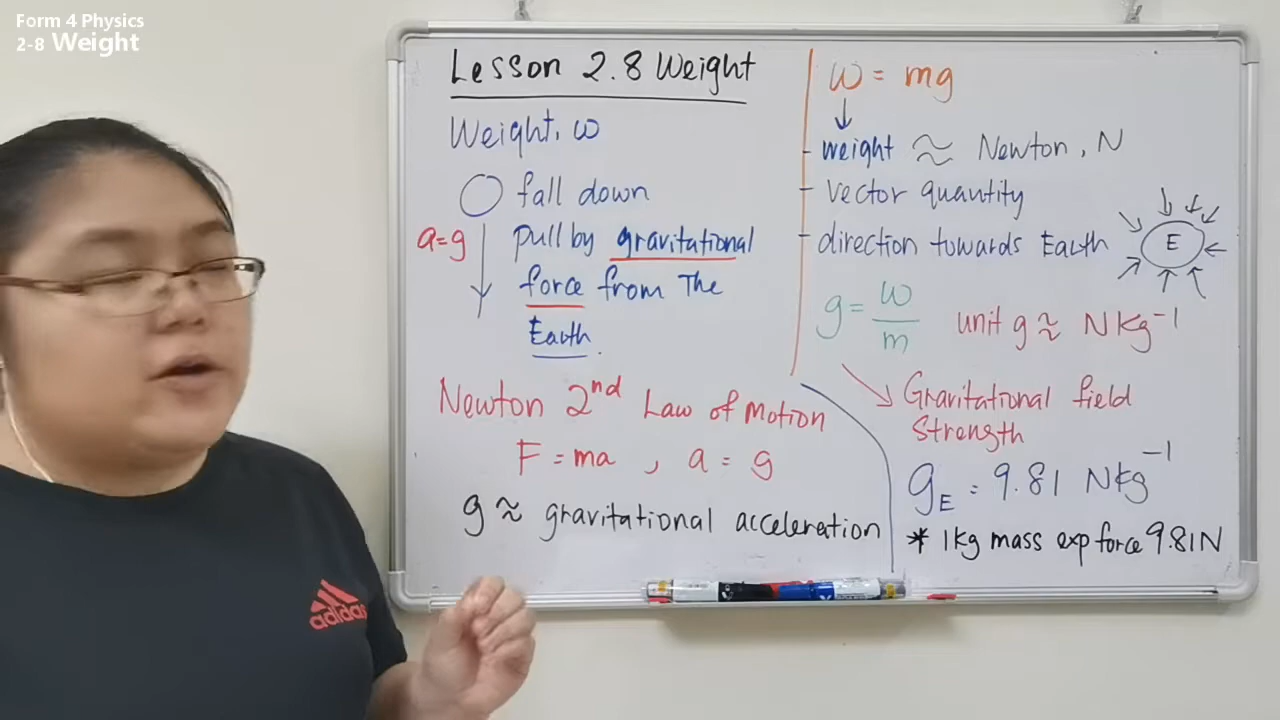 Form 4 Physics
2-8 Weight
Lesson 2.8 Weight
Weight, ω
fall down
a=g
pull by gravitational
force from The
Earth.
Newton 2nd Law of Motion
F = ma , a = g
g ≈ gravitational acceleration
ω = mg
- weight ≈ Newton, N
- vector quantity
- direction towards Earth
E
g = ω/m unit g ≈ NKg⁻¹
Gravitational field
Strength
gE = 9.81 NKg⁻¹
* 1Kg mass exp force 9.81N
adidas